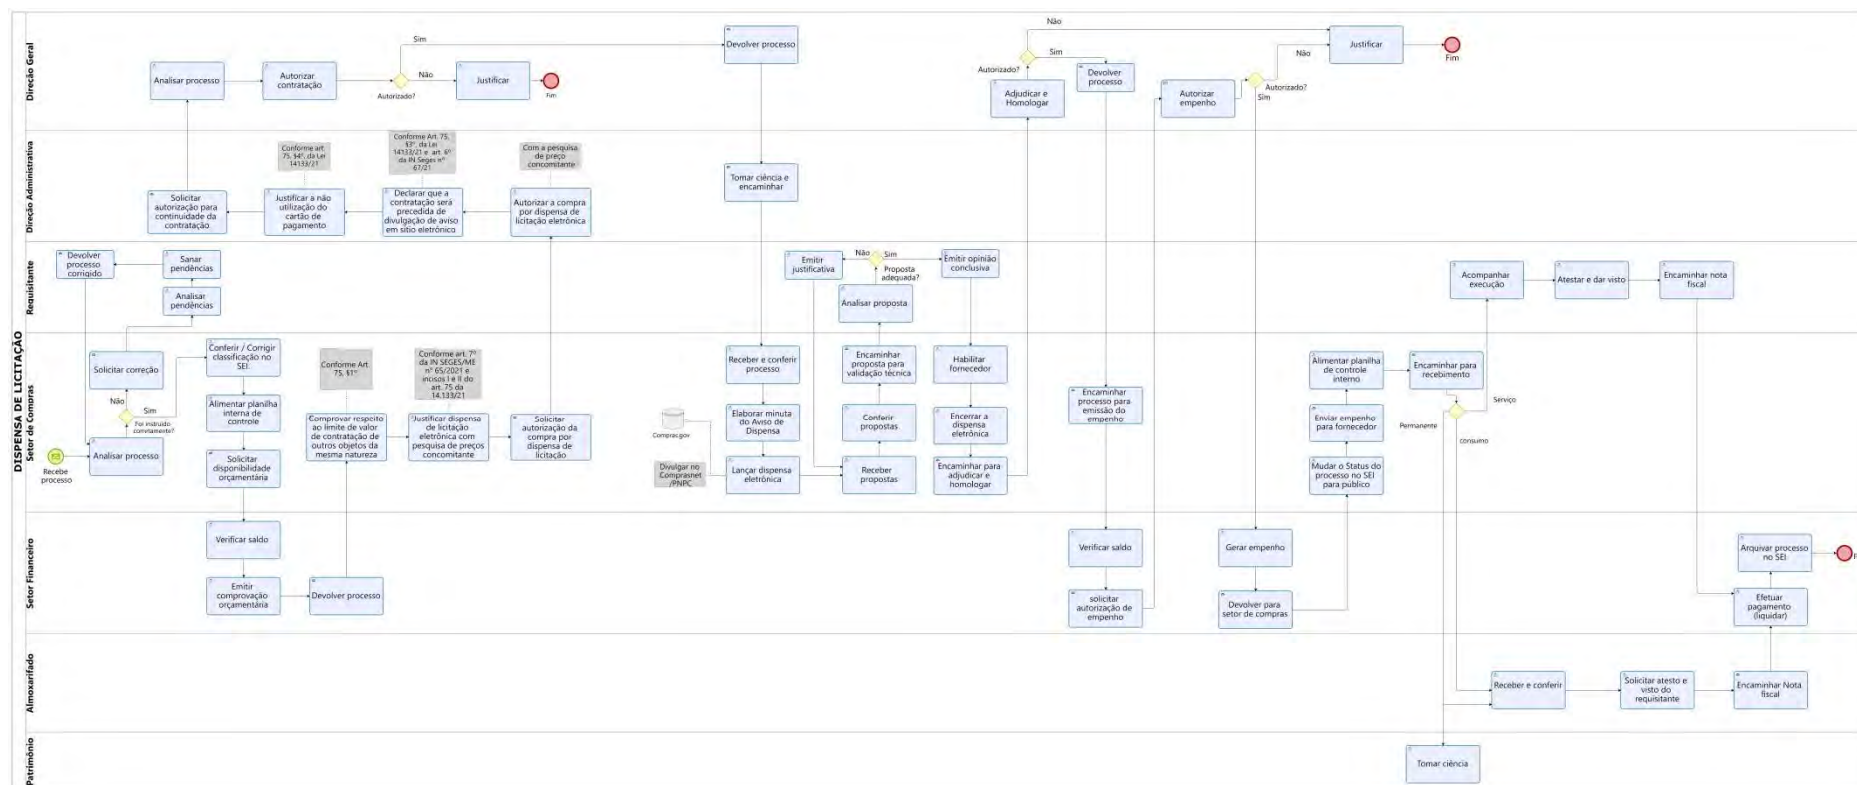 DISPENSA DE LICITAÇÃO
Direção Geral
Analisar processo
Autorizar
contratação
Autorizado?
Sim
Não
Justificar
Fim
Devolver processo
Não
Autorizado?
Sim
Adjudicar e
Homologar
Devolver
processo
Autorizar
empenho
Não
Autorizado?
Sim
Justificar
Fim
Direção Administrativa
Solicitar
autorização para
continuidade da
contratação
Conforme art.
75, §4º, da Lei
14133/21
Justificar a não
utilização do
cartão de
pagamento
Conforme Art. 75,
§3º, da Lei
14133/21 e art. 6º
da IN Seges nº
67/21
Declarar que a
contratação será
precedida de
divulgação de aviso
em sítio eletrônico
Com a pesquisa
de preço
concomitante
Autorizar a compra
por dispensa de
licitação eletrônica
Tomar ciência e
encaminhar
Requisitante
Devolver
processo
corrigido
Sanar
pendências
Analisar
pendências
Emitir
justificativa
Não
Sim
Proposta
adequada?
Emitir opinião
conclusiva
Analisar proposta
Acompanhar
execução
Atestar e dar visto
Encaminhar nota
fiscal
Setor de Compras
Recebe
processo
Analisar processo
Solicitar correção
Não
Sim
Foi instruído
corretamente?
Conferir / Corrigir
classificação no
SEI.
Alimentar planilha
interna de
controle
Solicitar
disponibilidade
orçamentária
Conforme Art
75, §1º
Comprovar respeito
ao limite de valor
de contratação de
outros objetos da
mesma natureza
Conforme art. 7º
da IN SEGES/ME
nº 65/2021 e
incisos I e II do
art. 75 da
14.133/21
Justificar dispensa
de licitação
eletrônica com
pesquisa de preços
concomitante
Solicitar
autorização da
compra por
dispensa de
licitação
Receber e conferir
processo
Elaborar minuta
do Aviso de
Dispensa
Compras.gov
Divulgar no
Comprasnet
/PNPC
Lançar dispensa
eletrônica
Encaminhar
proposta para
validação técnica
Conferir
propostas
Receber
propostas
Habilitar
fornecedor
Encerrar a
dispensa
eletrônica
Encaminhar para
adjudicar e
homologar
Encaminhar
processo para
emissão do
empenho
Alimentar planilha
de controle
interno
Enviar empenho
para fornecedor
Mudar o Status do
processo no SEI
para público
Encaminhar para
recebimento
Serviço
Permanente
consumo
Setor Financeiro
Verificar saldo
Emitir
comprovação
orçamentária
Devolver processo
Verificar saldo
solicitar
autorização de
empenho
Gerar empenho
Devolver para
setor de compras
Arquivar processo
no SEI
Efetuar
pagamento
(liquidar)
Almoxarifado
Receber e conferir
Solicitar atesto e
visto do
requisitante
Encaminhar Nota
fiscal
Patrimônio
Tomar ciência